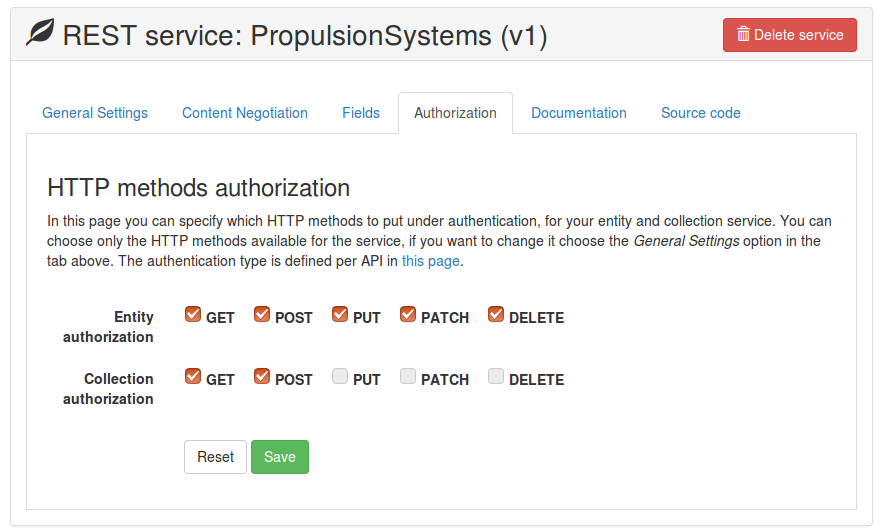 REST service: PropulsionSystems (v1)
Delete service
General Settings
Content Negotiation
Fields
Authorization
Documentation
Source code
HTTP methods authorization
In this page you can specify which HTTP methods to put under authentication, for your entity and collection service. You can
choose only the HTTP methods available for the service, if you want to change it choose the General Settings option in the
tab above. The authentication type is defined per API in this page.
Entity authorization
GET POST PUT PATCH DELETE
Collection authorization
GET POST PUT PATCH DELETE
Reset
Save